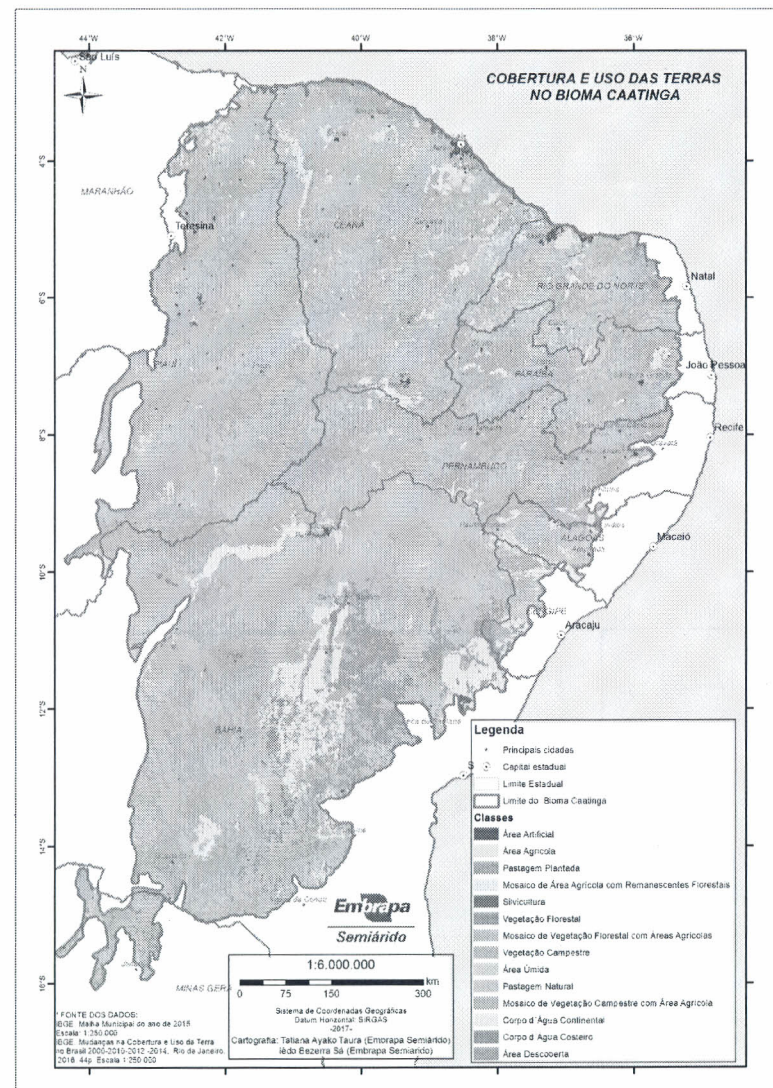 44°W 42°W 40°W 38°W 36°W
São Luís
N
COBERTURA E USO DAS TERRAS
NO BIOMA CAATINGA
4°S
MARANHÃO
Teresina
CEARÁ
6°S
RIO GRANDE DO NORTE
Natal
PIAUÍ
PARAÍBA
João Pessoa
8°S
Recife
PERNAMBUCO
ALAGOAS
Maceió
10°S
SERGIPE
Aracaju
12°S
BAHIA
14°S
16°S
MINAS GERA
Legenda
Principais cidades
Capital estadual
Limite Estadual
Limite do Bioma Caatinga
Classes
Área Artificial
Área Agrícola
Pastagem Plantada
Mosaico de Área Agrícola com Remanescentes Florestais
Silvicultura
Vegetação Florestal
Mosaico de Vegetação Florestal com Áreas Agrícolas
Vegetação Campestre
Área Úmida
Pastagem Natural
Mosaico de Vegetação Campestre com Área Agrícola
Corpo d'Água Continental
Corpo d'Água Costeiro
Área Descoberta
Embrapa
Semiárido
1:6.000.000
km
0 75 150 300
Sistema de Coordenadas Geográficas
Datum Horizontal: SIRGAS
-2017-
Cartografia: Tatiana Ayako Taura (Embrapa Semiárido)
Iêdo Bezerra Sá (Embrapa Semiárido)
* FONTE DOS DADOS:
IBGE. Malha Municipal do ano de 2015.
Escala: 1:250.000
IBGE. Mudanças na Cobertura e Uso da Terra
no Brasil 2000-2010-2012-2014. Rio de Janeiro,
2016. 44p. Escala 1:250.000